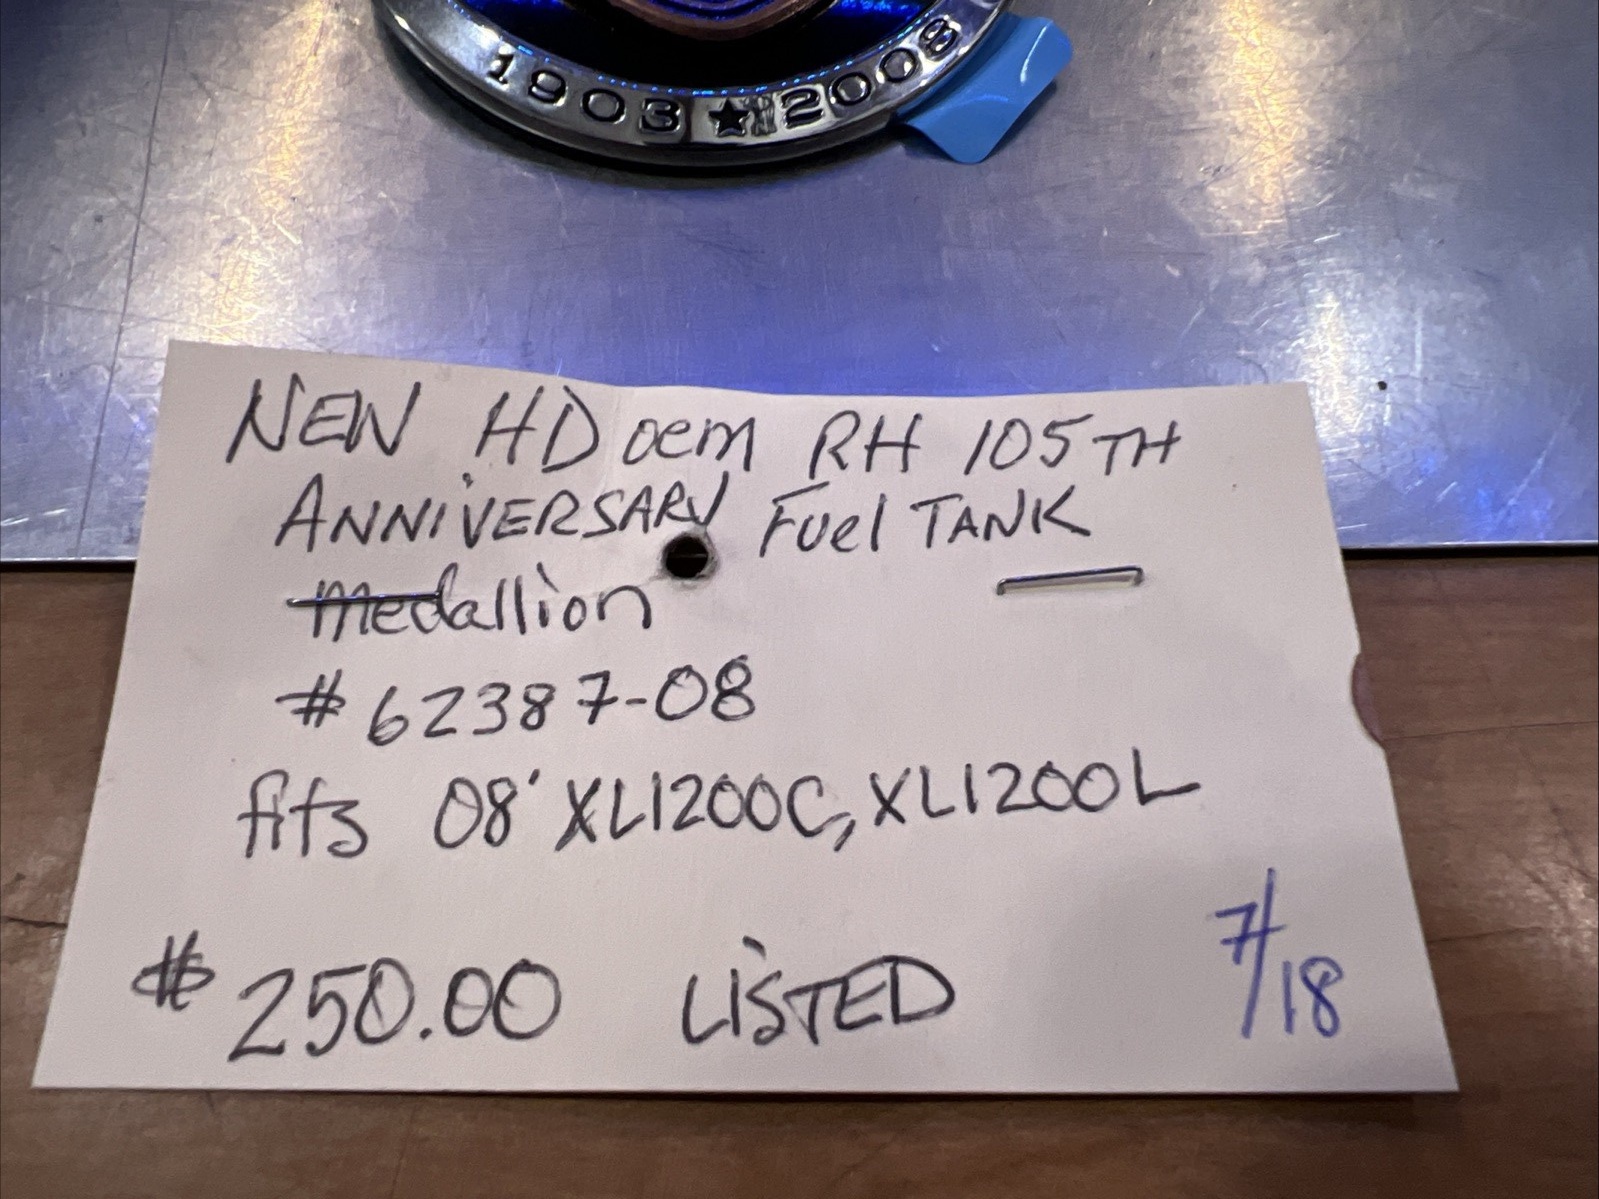 1903 ★ 2008
NEW HD oem RH 105TH
ANNiVERSARY Fuel TANK
medallion
# 62387-08
fits 08' XL1200C, XL1200L
$ 250.00 LiSTED
7/18